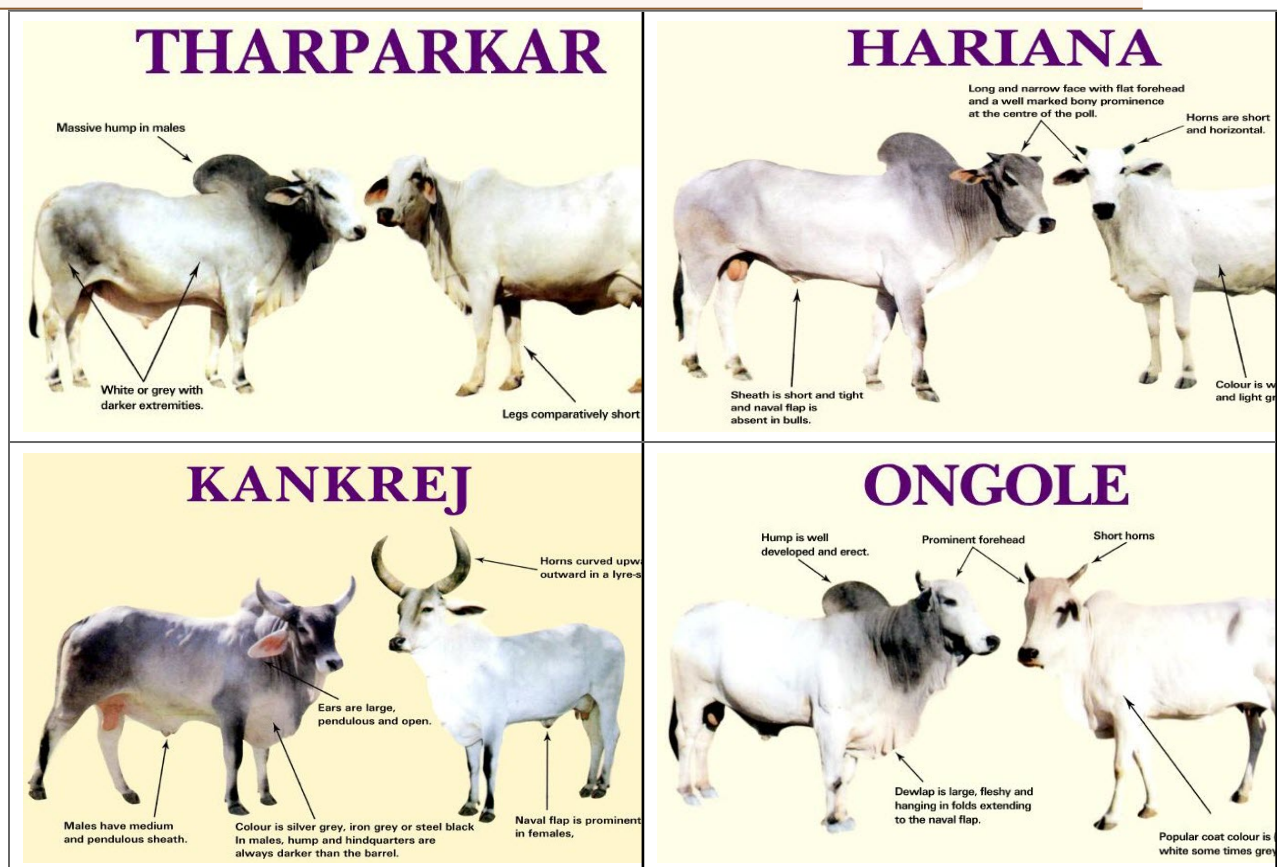 THARPARKAR
Massive hump in males
White or grey with
darker extremities.
Legs comparatively short
HARIANA
Long and narrow face with flat forehead
and a well marked bony prominence
at the centre of the poll.
Horns are short
and horizontal.
Sheath is short and tight
and naval flap is
absent in bulls.
Colour is
and light
KANKREJ
Horns curved
outward in a
Ears are large,
pendulous and open.
Males have medium
and pendulous sheath.
Colour is silver grey, iron grey or steel black
In males, hump and hindquarters are
always darker than the barrel.
Naval flap is prominent
in females,
ONGOLE
Hump is well
developed and erect.
Prominent forehead
Short horns
Dewlap is large, fleshy and
hanging in folds extending
to the naval flap.
Popular coat colour is
white some times grey